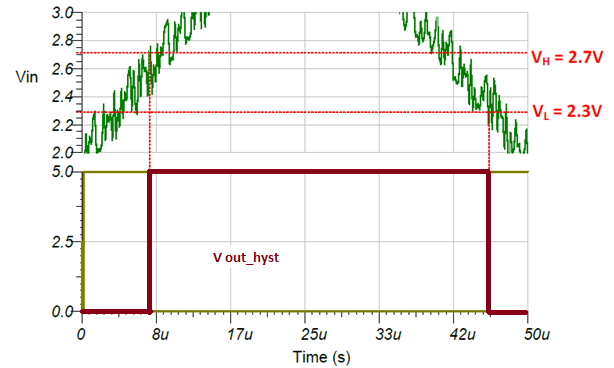 3.0
2.8
2.6
2.4
2.2
2.0
Vin
VH = 2.7V
VL = 2.3V
5.0
2.5
0.0
V out_hyst
0 8u 17u 25u 33u 42u 50u
Time (s)